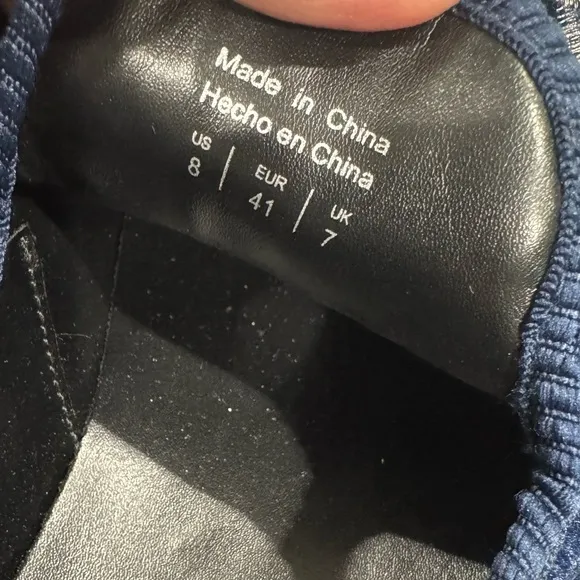 Made in China
Hecho en China
US | EUR | UK
8 | 41 | 7